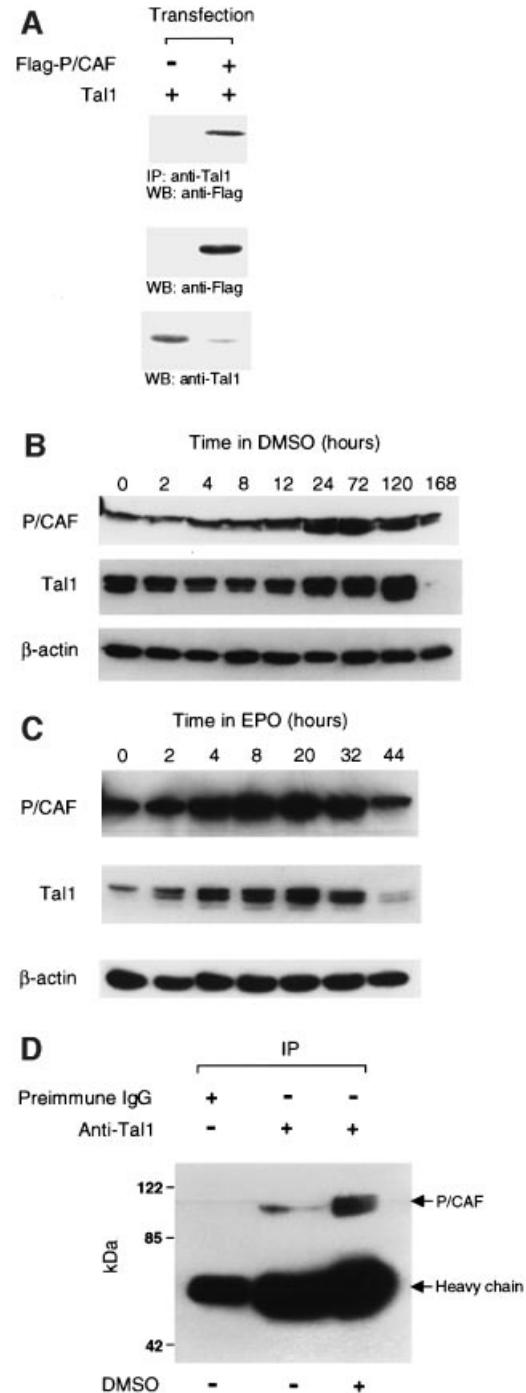 A
Transfection
Flag-P/CAF - +
Tal1 + +
IP: anti-Tal1
WB: anti-Flag
WB: anti-Flag
WB: anti-Tal1
B
Time in DMSO (hours)
0 2 4 8 12 24 72 120 168
P/CAF
Tal1
β-actin
C
Time in EPO (hours)
0 2 4 8 20 32 44
P/CAF
Tal1
β-actin
D
IP
Preimmune IgG + - -
Anti-Tal1 - + +
122
P/CAF
85
kDa
Heavy chain
42
DMSO - - +